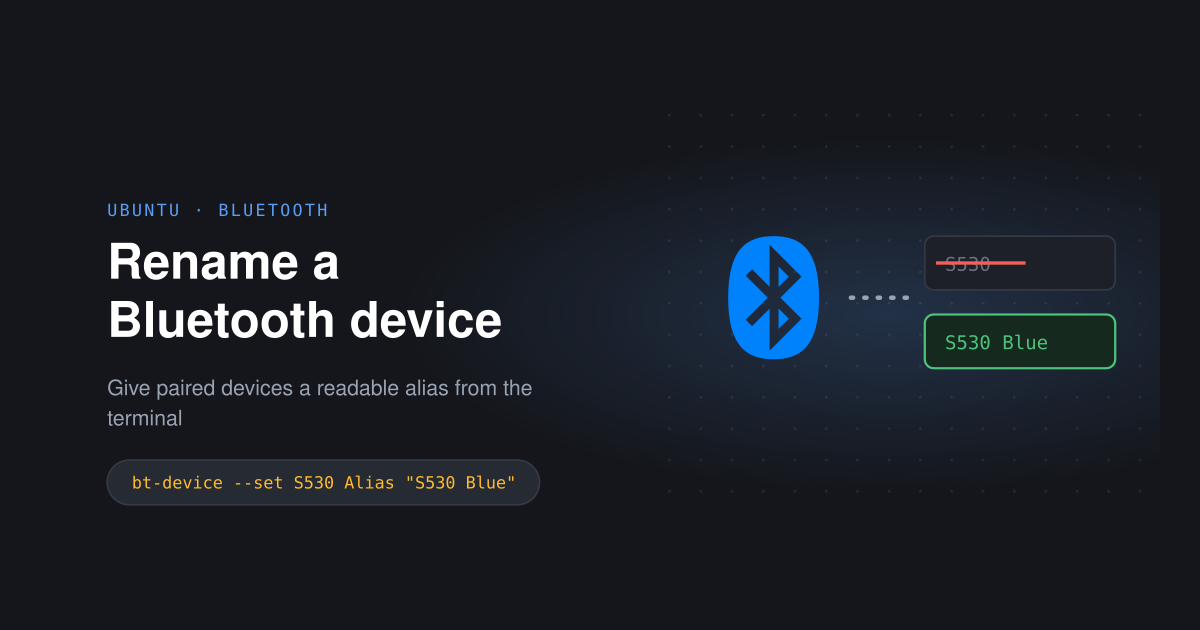 UBUNTU · BLUETOOTH
Rename a
Bluetooth device
Give paired devices a readable alias from the
terminal
bt-device --set S530 Alias "S530 Blue"
S530
S530 Blue